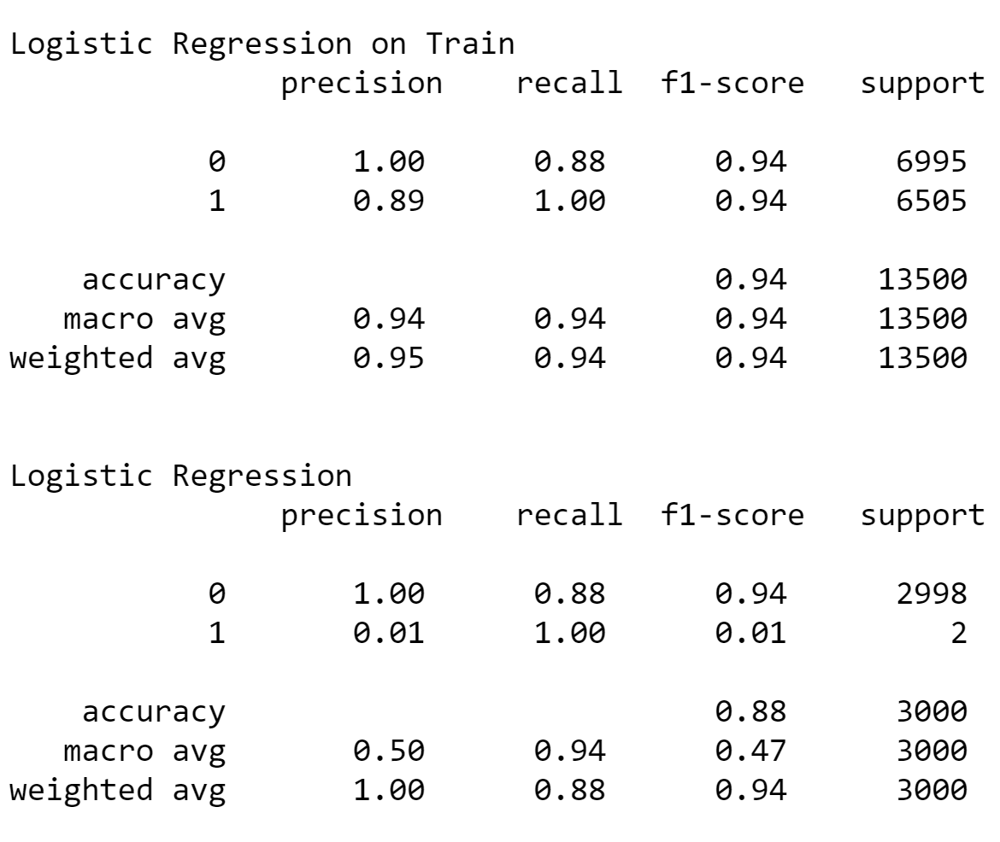 Logistic Regression on Train
precision recall f1-score support
0 1.00 0.88 0.94 6995
1 0.89 1.00 0.94 6505
accuracy 0.94 13500
macro avg 0.94 0.94 0.94 13500
weighted avg 0.95 0.94 0.94 13500
Logistic Regression
precision recall f1-score support
0 1.00 0.88 0.94 2998
1 0.01 1.00 0.01 2
accuracy 0.88 3000
macro avg 0.50 0.94 0.47 3000
weighted avg 1.00 0.88 0.94 3000